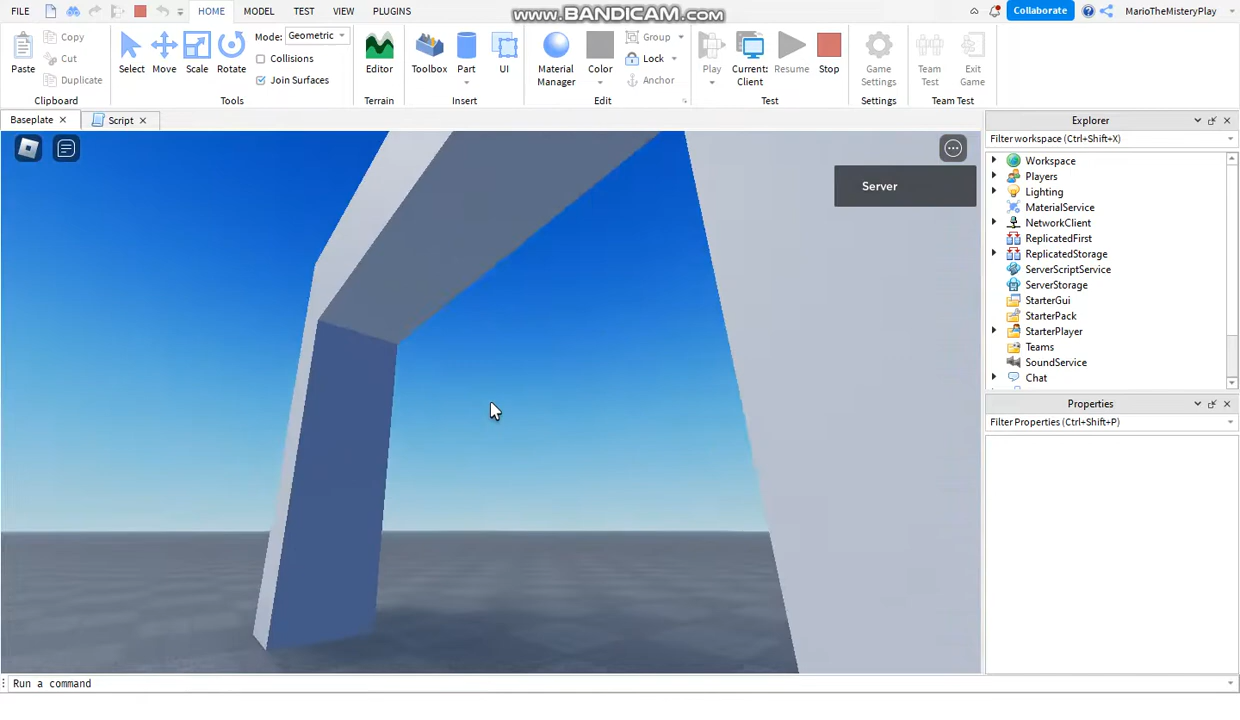 www.BANDICAM.com
FILE HOME MODEL TEST VIEW PLUGINS Collaborate MarioTheMisteryPlay
Paste Copy Cut Duplicate
Select Move Scale Rotate
Mode: Geometric
Collisions
Join Surfaces
Editor
Toolbox Part UI
Material Manager
Color
Group
Lock
Anchor
Play
Current: Client
Resume Stop
Game Settings
Team Test
Exit Game
Clipboard Tools Terrain Insert Edit Test Settings Team Test
Baseplate Script
Server
Explorer
Filter workspace (Ctrl+Shift+X)
Workspace
Players
Lighting
MaterialService
NetworkClient
ReplicatedFirst
ReplicatedStorage
ServerScriptService
ServerStorage
StarterGui
StarterPack
StarterPlayer
Teams
SoundService
Chat
Properties
Filter Properties (Ctrl+Shift+P)
Run a command